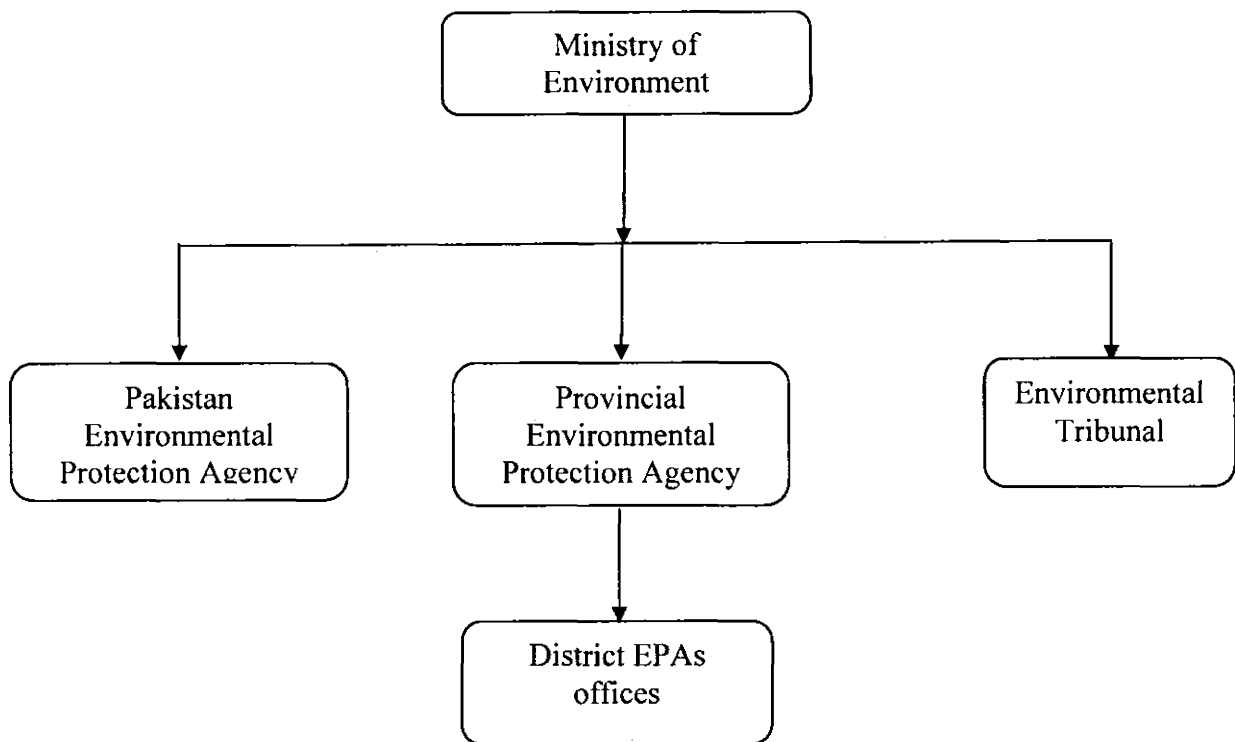 Ministry of
Environment
Pakistan
Environmental
Protection Agency
Provincial
Environmental
Protection Agency
Environmental
Tribunal
District EPAs
offices